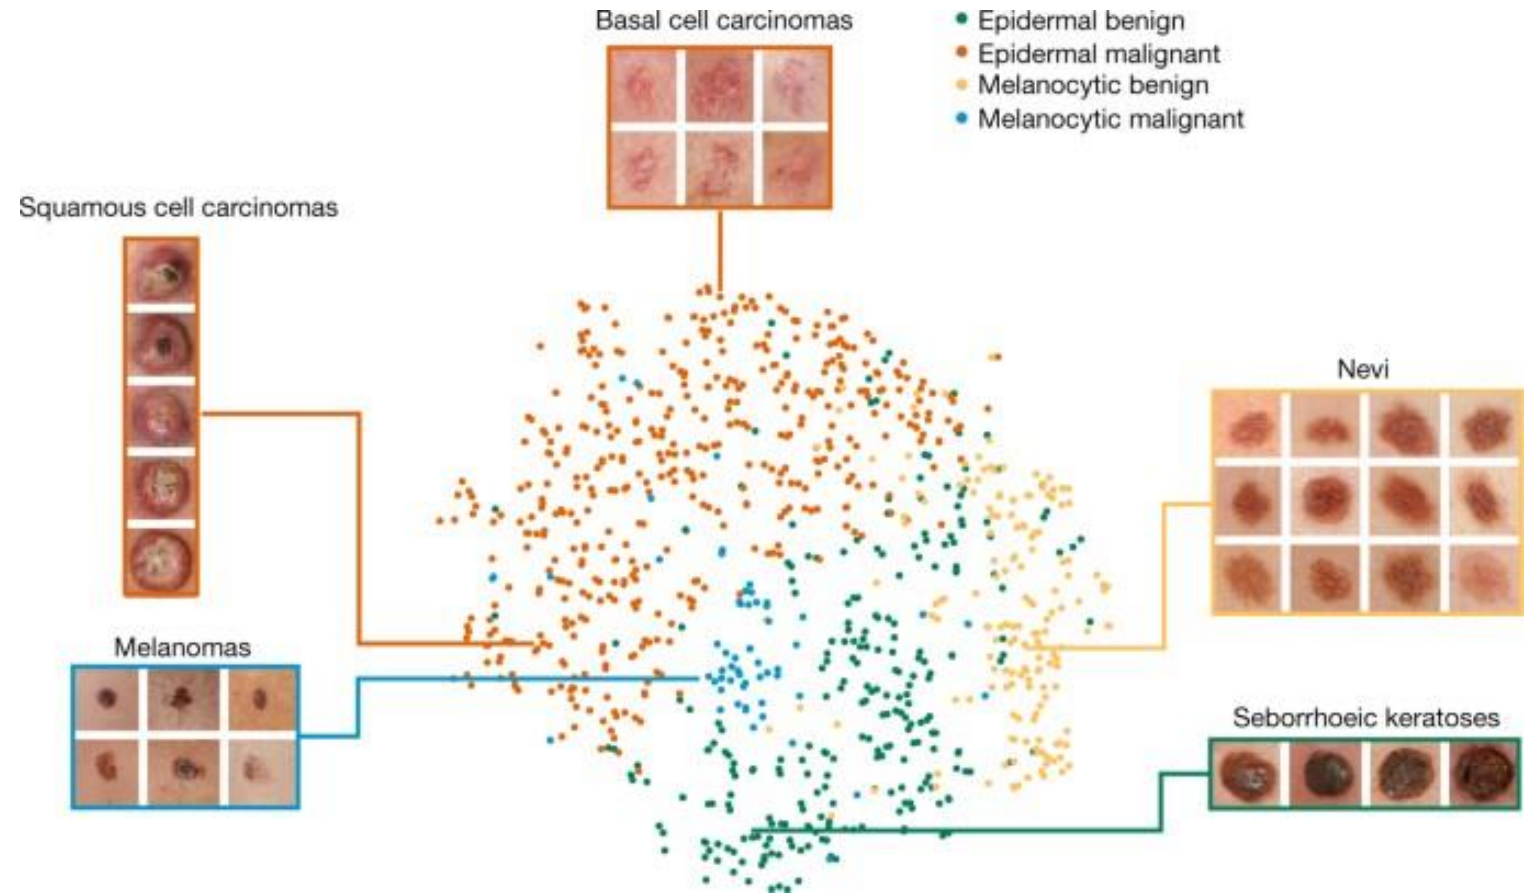 Basal cell carcinomas
Epidermal benign
Epidermal malignant
Melanocytic benign
Melanocytic malignant
Squamous cell carcinomas
Nevi
Melanomas
Seborrhoeic keratoses